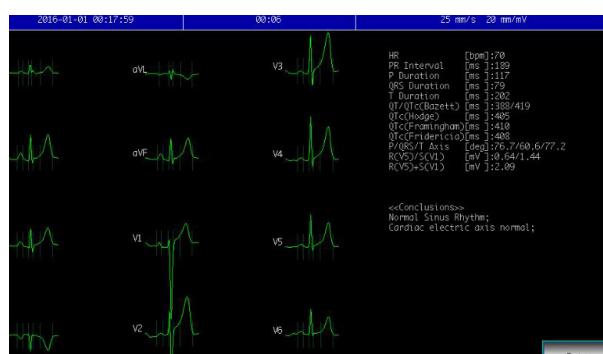 2016-01-01 00:17:59
00:06
25 mm/s 20 mm/mV
aVL
aVF
V1
V2
V3
V4
V5
V6
HR [bpm]:70
PR Interval [ms ]:189
P Duration [ms ]:117
QRS Duration [ms ]:79
T Duration [ms ]:202
QT/QTc(Bazett) [ms ]:388/419
QTc(Hodge) [ms ]:405
QTc(Framingham)[ms ]:410
QTc(Fridericia)[ms ]:408
P/QRS/T Axis [deg]:76.7/60.6/77.2
R(V5)/S(V1) [mV ]:0.64/1.44
R(V5)+S(V1) [mV ]:2.09
<<Conclusions>>
Normal Sinus Rhythm;
Cardiac electric axis normal;